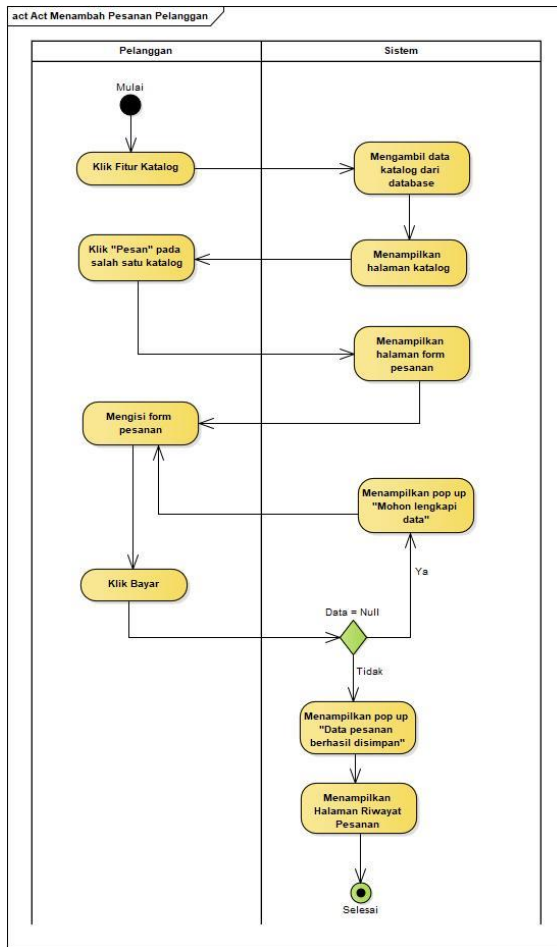 act Act Menambah Pesanan Pelanggan
Pelanggan
Sistem
Mulai
Klik Fitur Katalog
Mengambil data
katalog dari
database
Klik "Pesan" pada
salah satu katalog
Menampilkan
halaman katalog
Menampilkan
halaman form
pesanan
Mengisi form
pesanan
Menampilkan pop up
"Mohon lengkapi
data"
Klik Bayar
Ya
Data = Null
Tidak
Menampilkan pop up
"Data pesanan
berhasil disimpan"
Menampilkan
Halaman Riwayat
Pesanan
Selesai